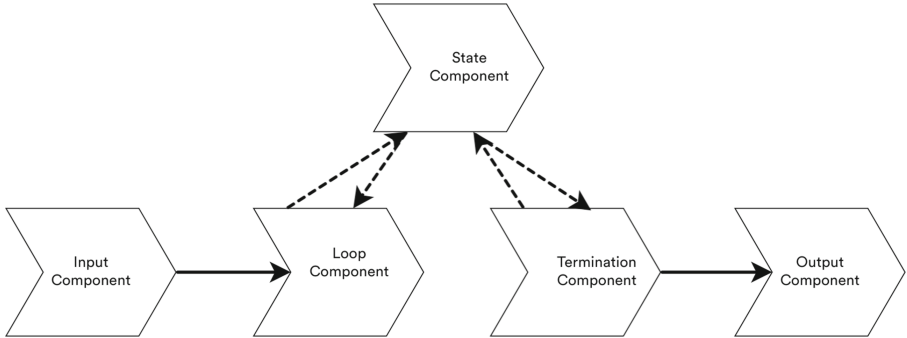 State
Component
Input
Component
Loop
Component
Termination
Component
Output
Component